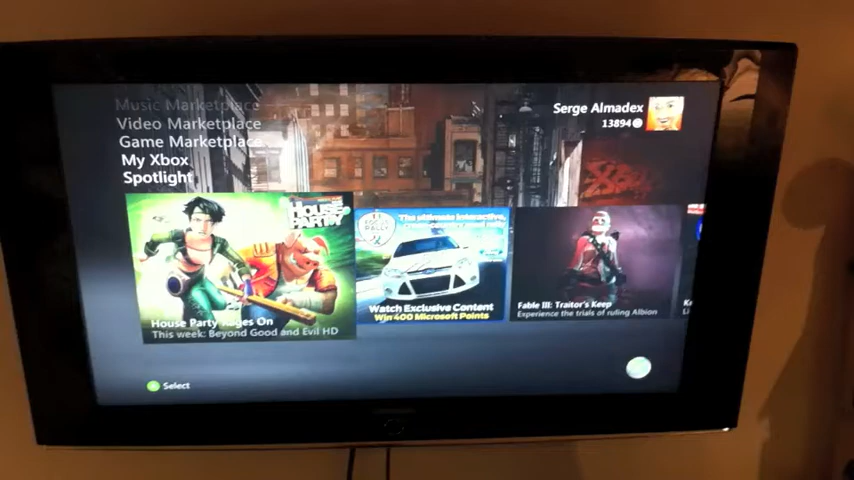 Music Marketplace
Video Marketplace
Game Marketplace
My Xbox
Spotlight
Serge Almadex
13894
HOUSE PARTY
House Party Rages On
This week: Beyond Good and Evil HD
FOCUS RALLY
The ultimate interactive,
Watch Exclusive Content
Win 400 Microsoft Points
Fable III: Traitor's Keep
Experience the trials of ruling Albion
Select